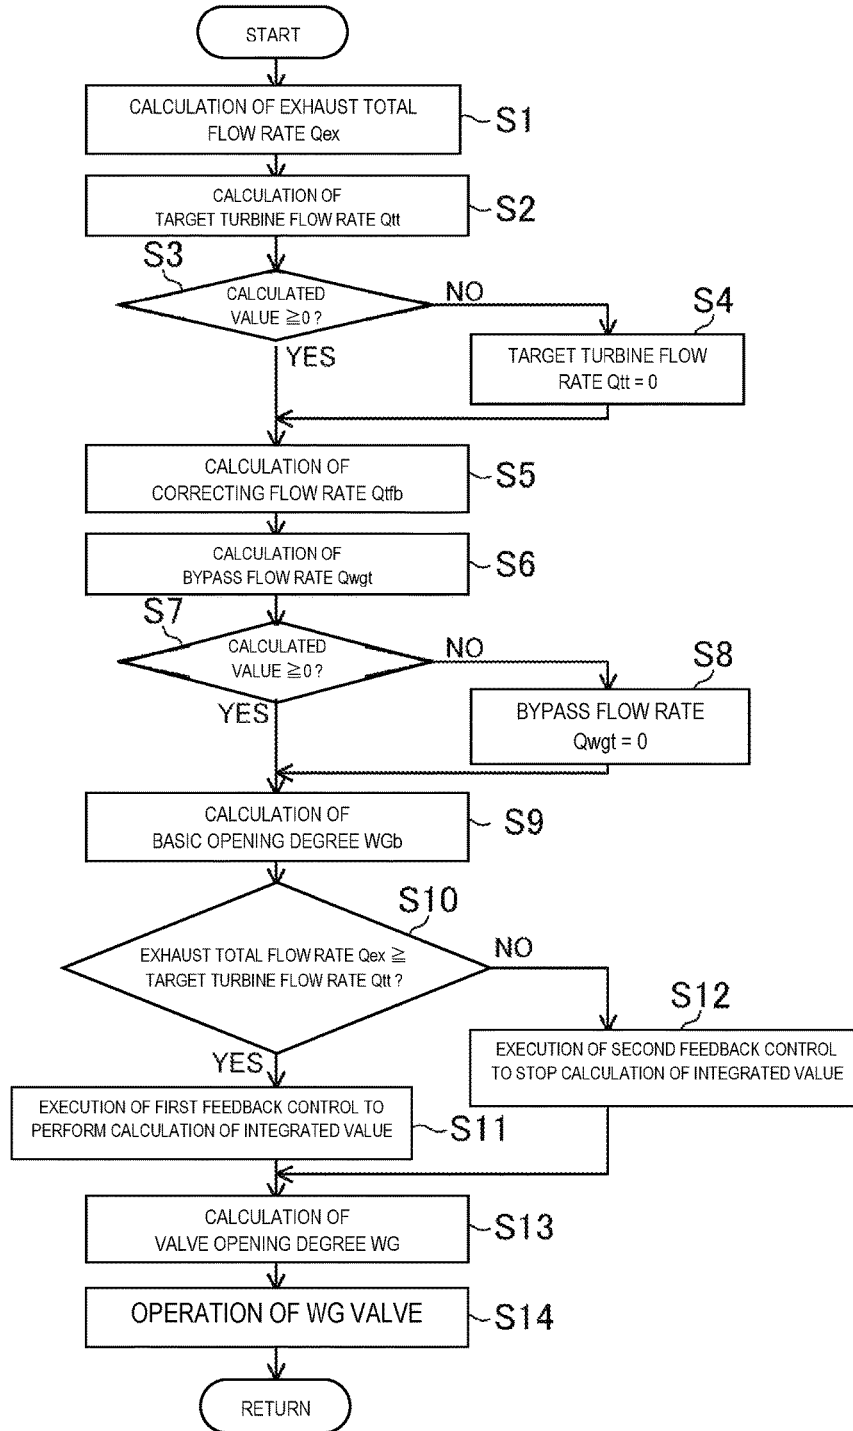 START
CALCULATION OF EXHAUST TOTAL
FLOW RATE Qex
S1
CALCULATION OF
TARGET TURBINE FLOW RATE Qtt
S2
S3
CALCULATED
VALUE ≧0 ?
NO
YES
S4
TARGET TURBINE FLOW
RATE Qtt = 0
CALCULATION OF
CORRECTING FLOW RATE Qtfb
S5
CALCULATION OF
BYPASS FLOW RATE Qwgt
S6
S7
CALCULATED
VALUE ≧0 ?
NO
YES
S8
BYPASS FLOW RATE
Qwgt = 0
CALCULATION OF
BASIC OPENING DEGREE WGb
S9
S10
EXHAUST TOTAL FLOW RATE Qex ≧
TARGET TURBINE FLOW RATE Qtt ?
NO
YES
S12
EXECUTION OF SECOND FEEDBACK CONTROL
TO STOP CALCULATION OF INTEGRATED VALUE
EXECUTION OF FIRST FEEDBACK CONTROL TO
PERFORM CALCULATION OF INTEGRATED VALUE
S11
CALCULATION OF
VALVE OPENING DEGREE WG
S13
OPERATION OF WG VALVE
S14
RETURN